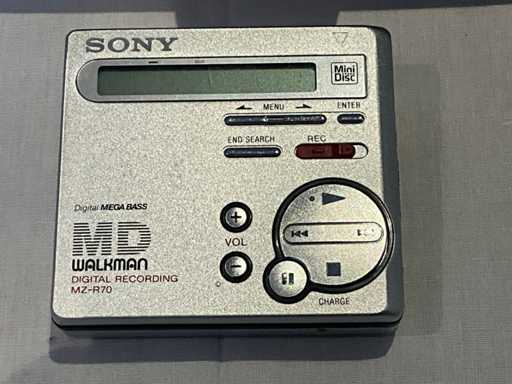 SONY
Mini
Disc
MENU
ENTER
END SEARCH
REC
Digital MEGA BASS
MD
WALKMAN
DIGITAL RECORDING
MZ-R70
VOL
CHARGE